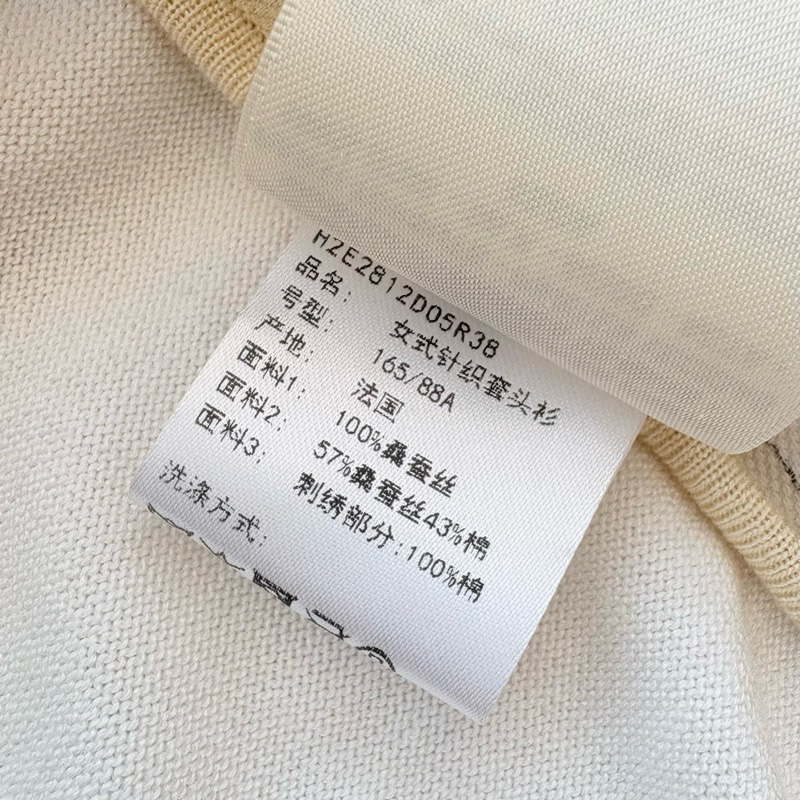 H2E2812D05R38
品名: 女式针织套头衫
号型: 165/88A
产地: 法国
面料1: 100%桑蚕丝
面料2: 57%桑蚕丝43%棉
面料3: 刺绣部分:100%棉
洗涤方式: